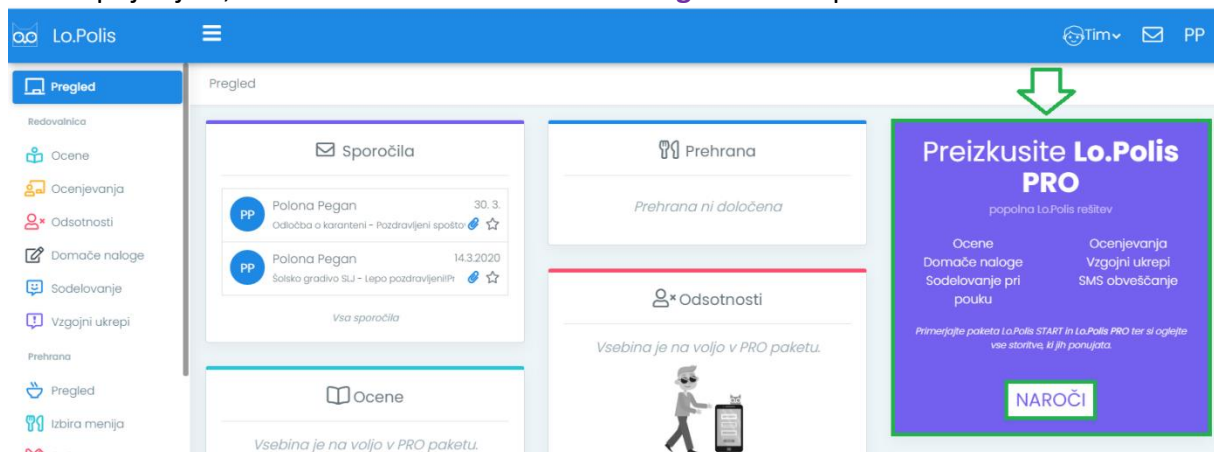 Lo.Polis
Tim
PP
Pregled
Redovalnica
Ocene
Ocenjevanja
Odsotnosti
Domače naloge
Sodelovanje
Vzgojni ukrepi
Prehrana
Pregled
Izbira menija
Pregled
Sporočila
PP
Polona Pegan 30. 3.
Odločba o karanteni - Pozdravljeni spošto
PP
Polona Pegan 14.3.2020
Šolsko gradivo SLJ - Lepo pozdravljeni!Pr
Vsa sporočila
Ocene
Vsebina je na voljo v PRO paketu.
Prehrana
Prehrana ni določena
Odsotnosti
Vsebina je na voljo v PRO paketu.
Preizkusite Lo.Polis
PRO
popolna Lo.Polis rešitev
Ocene Ocenjevanja
Domače naloge Vzgojni ukrepi
Sodelovanje pri SMS obveščanje
pouku
Primerjajte paketa Lo.Polis START in Lo.Polis PRO ter si oglejte
vse storitve, ki jih ponujata.
NAROČI